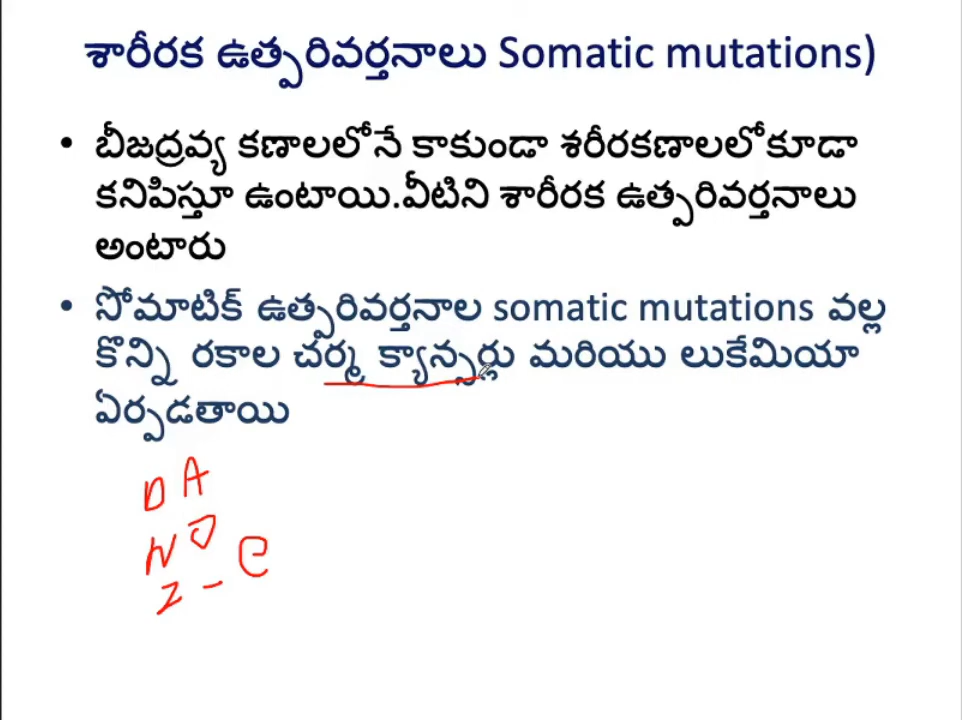 శారీరక ఉత్పరివర్తనాలు Somatic mutations)
• బీజద్రవ్య కణాలలోనే కాకుండా శరీరకణాలలోకూడా
కనిపిస్తూ ఉంటాయి.వీటిని శారీరక ఉత్పరివర్తనాలు
అంటారు
• సోమాటిక్ ఉత్పరివర్తనాల somatic mutations వల్ల
కొన్ని రకాల చర్మ క్యాన్సర్లు మరియు లుకేమియా
ఏర్పడతాయి
D A
N